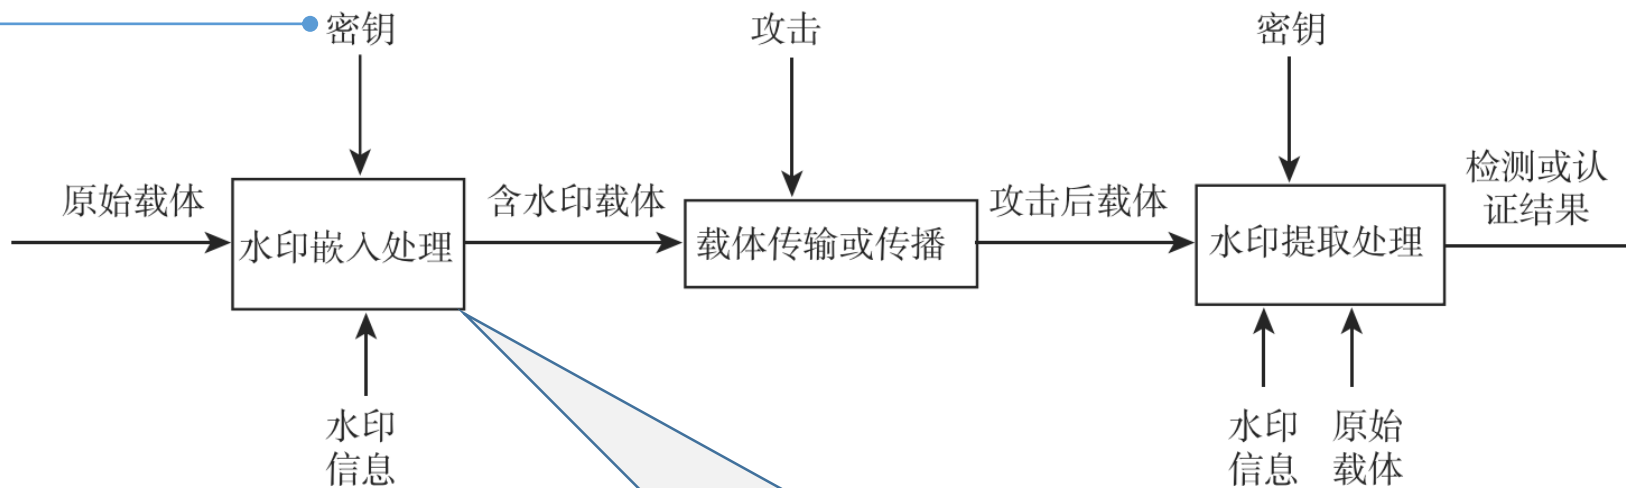 密钥
攻击
密钥
原始载体
水印嵌入处理
含水印载体
载体传输或传播
攻击后载体
水印提取处理
检测或认
证结果
水印
信息
水印
信息
原始
载体